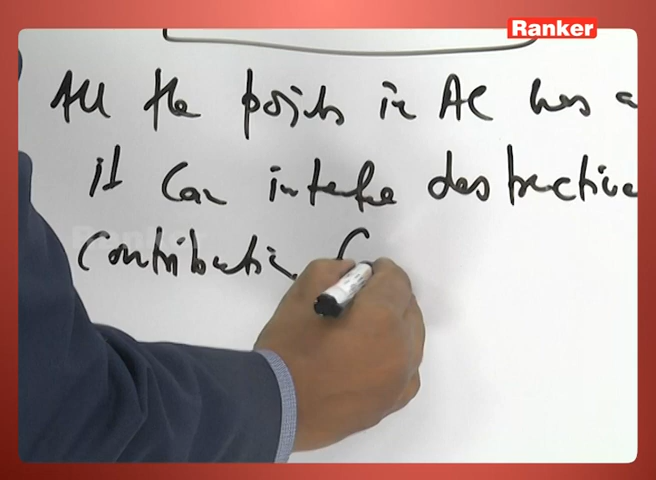 Ranker
All the points in AC has a
it can interfere destructive
contribution